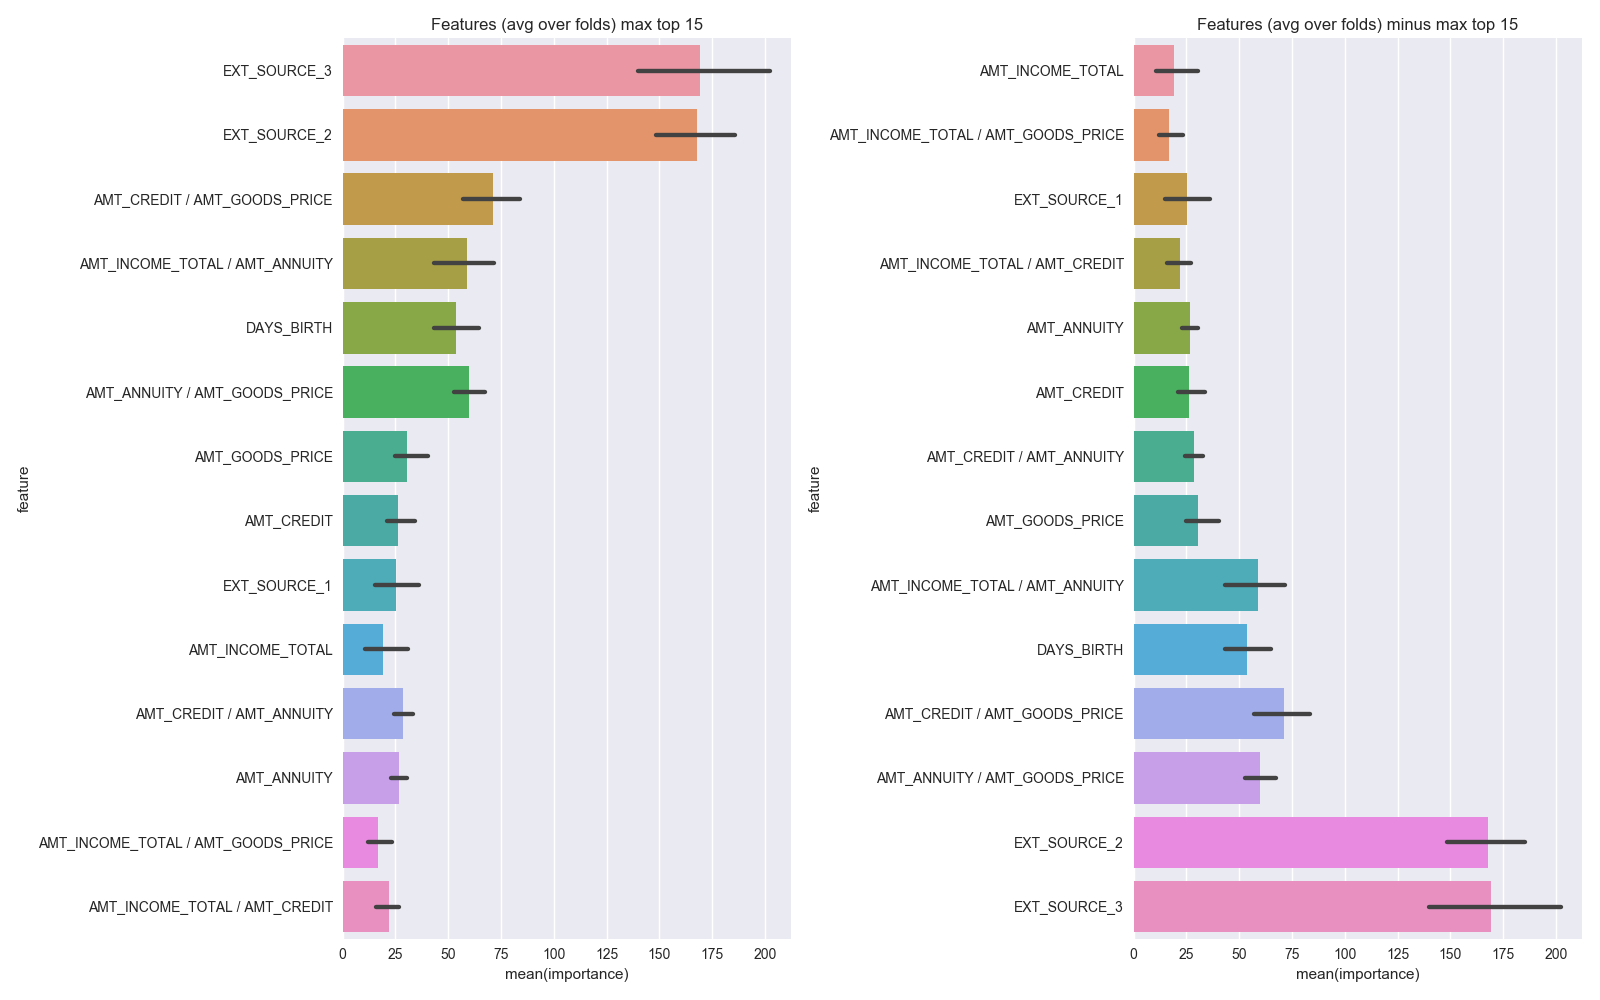 Features (avg over folds) max top 15
feature
EXT_SOURCE_3
EXT_SOURCE_2
AMT_CREDIT / AMT_GOODS_PRICE
AMT_INCOME_TOTAL / AMT_ANNUITY
DAYS_BIRTH
AMT_ANNUITY / AMT_GOODS_PRICE
AMT_GOODS_PRICE
AMT_CREDIT
EXT_SOURCE_1
AMT_INCOME_TOTAL
AMT_CREDIT / AMT_ANNUITY
AMT_ANNUITY
AMT_INCOME_TOTAL / AMT_GOODS_PRICE
AMT_INCOME_TOTAL / AMT_CREDIT
0 25 50 75 100 125 150 175 200
mean(importance)
Features (avg over folds) minus max top 15
feature
AMT_INCOME_TOTAL
AMT_INCOME_TOTAL / AMT_GOODS_PRICE
EXT_SOURCE_1
AMT_INCOME_TOTAL / AMT_CREDIT
AMT_ANNUITY
AMT_CREDIT
AMT_CREDIT / AMT_ANNUITY
AMT_GOODS_PRICE
AMT_INCOME_TOTAL / AMT_ANNUITY
DAYS_BIRTH
AMT_CREDIT / AMT_GOODS_PRICE
AMT_ANNUITY / AMT_GOODS_PRICE
EXT_SOURCE_2
EXT_SOURCE_3
0 25 50 75 100 125 150 175 200
mean(importance)